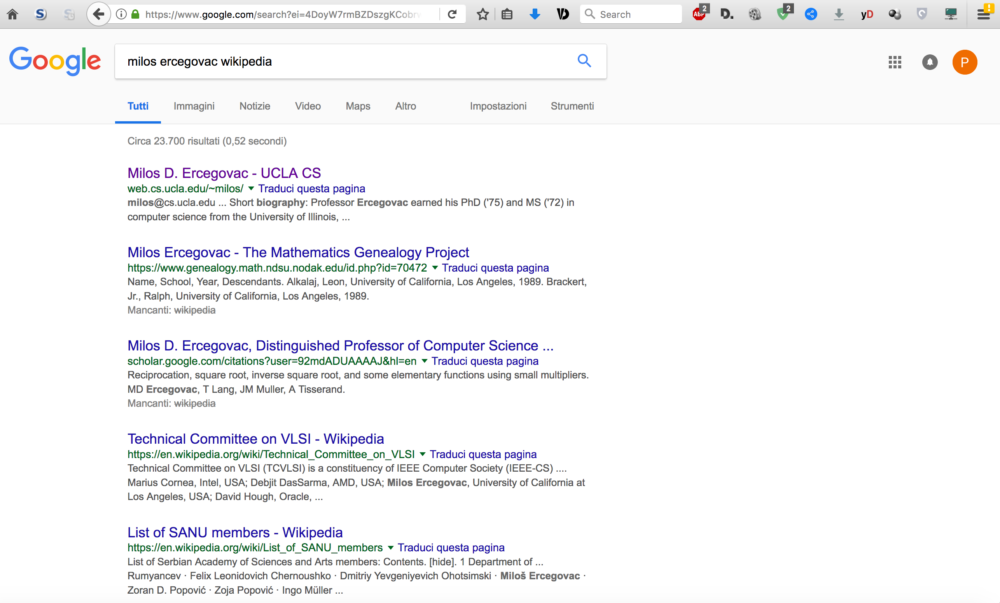 https://www.google.com/search?ei=4DoyW7rmBZDszgKCobrw
Search
ABP
2
D.
2
yD
!
Google
milos ercegovac wikipedia
P
Tutti Immagini Notizie Video Maps Altro Impostazioni Strumenti
Circa 23.700 risultati (0,52 secondi)
Milos D. Ercegovac - UCLA CS
web.cs.ucla.edu/~milos/ Traduci questa pagina
milos@cs.ucla.edu ... Short biography: Professor Ercegovac earned his PhD ('75) and MS ('72) in
computer science from the University of Illinois, ...
Milos Ercegovac - The Mathematics Genealogy Project
https://www.genealogy.math.ndsu.nodak.edu/id.php?id=70472 Traduci questa pagina
Name, School, Year, Descendants. Alkalaj, Leon, University of California, Los Angeles, 1989. Brackert,
Jr., Ralph, University of California, Los Angeles, 1989.
Mancanti: wikipedia
Milos D. Ercegovac, Distinguished Professor of Computer Science ...
scholar.google.com/citations?user=92mdADUAAAAJ&hl=en Traduci questa pagina
Reciprocation, square root, inverse square root, and some elementary functions using small multipliers.
MD Ercegovac, T Lang, JM Muller, A Tisserand.
Mancanti: wikipedia
Technical Committee on VLSI - Wikipedia
https://en.wikipedia.org/wiki/Technical_Committee_on_VLSI Traduci questa pagina
Technical Committee on VLSI (TCVLSI) is a constituency of IEEE Computer Society (IEEE-CS) ....
Marius Cornea, Intel, USA; Debjit DasSarma, AMD, USA; Milos Ercegovac, University of California at
Los Angeles, USA; David Hough, Oracle, ...
List of SANU members - Wikipedia
https://en.wikipedia.org/wiki/List_of_SANU_members Traduci questa pagina
List of Serbian Academy of Sciences and Arts members: Contents. [hide]. 1 Department of ...
Rumyancev · Felix Leonidovich Chernoushko · Dmitriy Yevgeniyevich Ohotsimski · Miloš Ercegovac ·
Zoran D. Popović · Zoja Popović · Ingo Müller ...